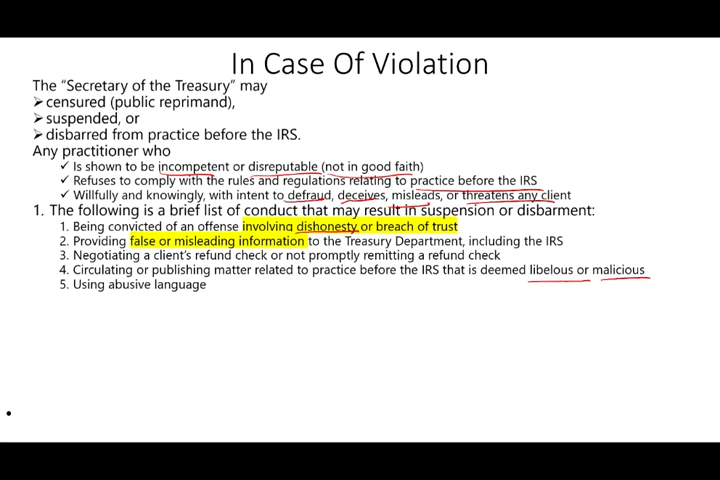 In Case Of Violation
The “Secretary of the Treasury” may
➢ censured (public reprimand),
➢ suspended, or
➢ disbarred from practice before the IRS.
Any practitioner who
✓ Is shown to be incompetent or disreputable (not in good faith)
✓ Refuses to comply with the rules and regulations relating to practice before the IRS
✓ Willfully and knowingly, with intent to defraud, deceives, misleads, or threatens any client
1. The following is a brief list of conduct that may result in suspension or disbarment:
1. Being convicted of an offense involving dishonesty or breach of trust
2. Providing false or misleading information to the Treasury Department, including the IRS
3. Negotiating a client’s refund check or not promptly remitting a refund check
4. Circulating or publishing matter related to practice before the IRS that is deemed libelous or malicious
5. Using abusive language
•